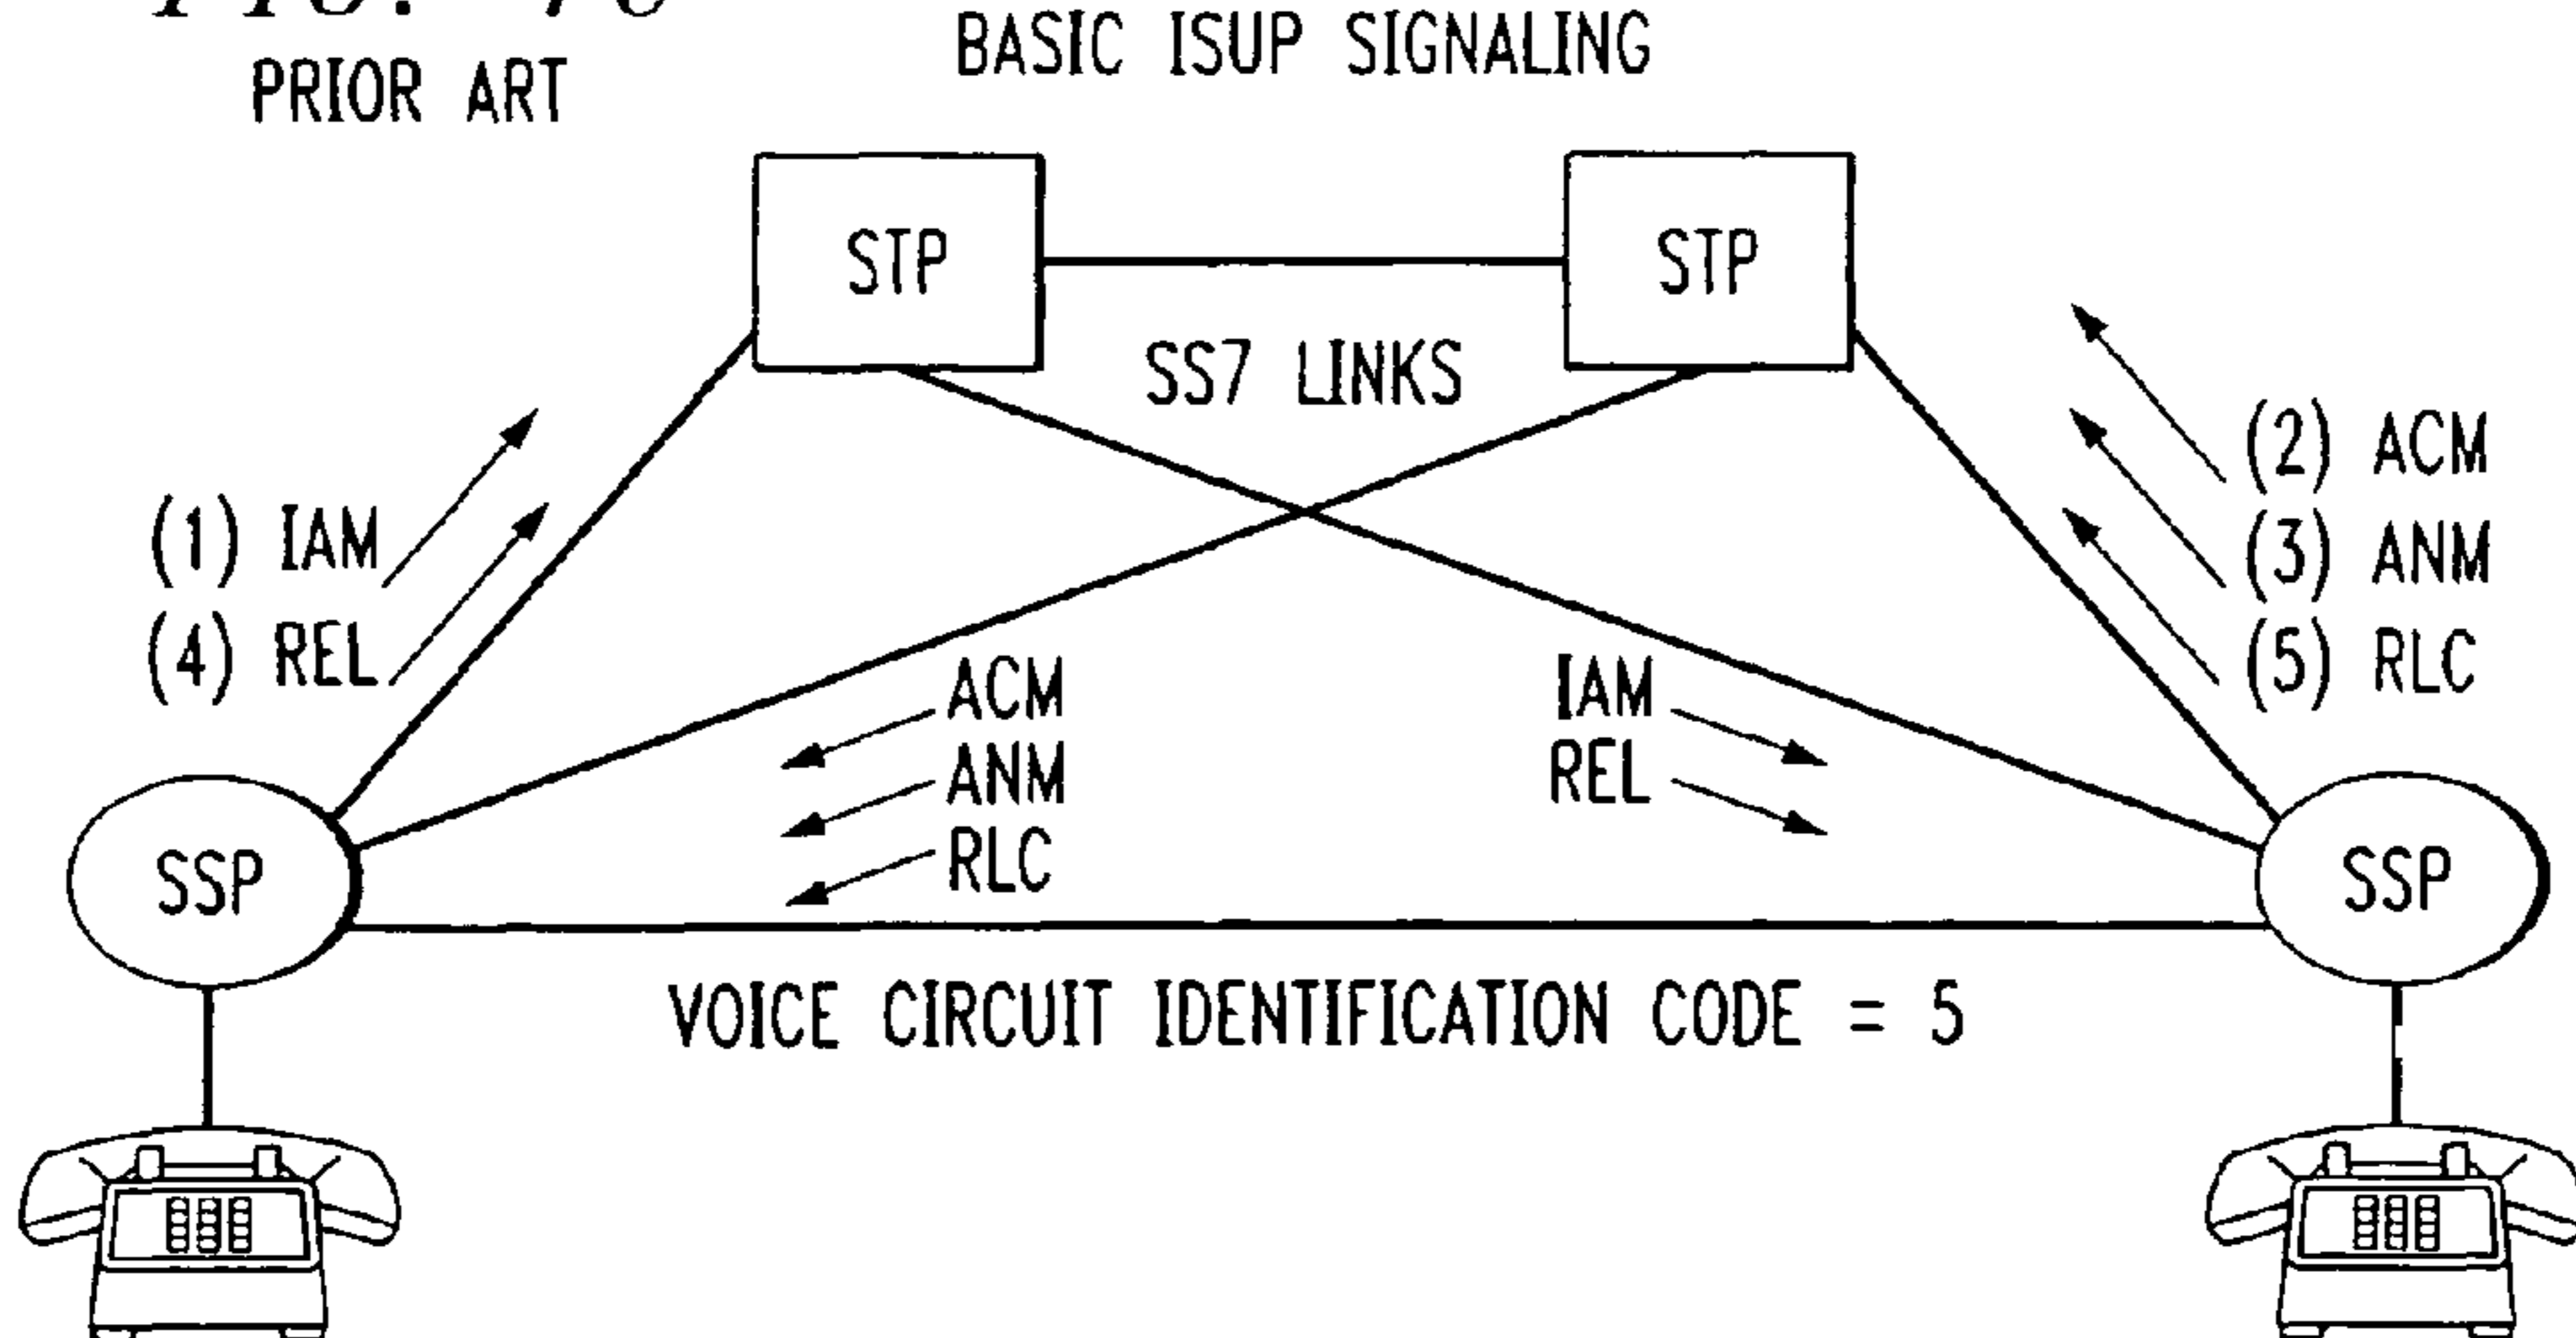 PRIOR ART
BASIC ISUP SIGNALING
STP
STP
SS7 LINKS
(1) IAM
(4) REL
(2) ACM
(3) ANM
(5) RLC
ACM
ANM
RLC
IAM
REL
SSP
SSP
VOICE CIRCUIT IDENTIFICATION CODE = 5